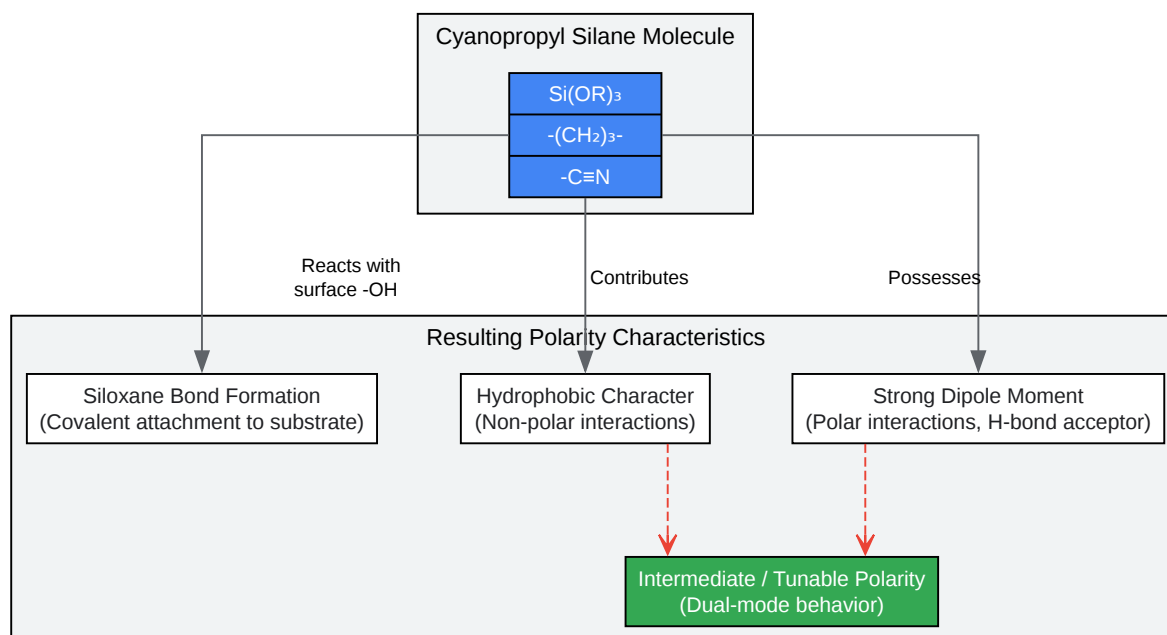 Cyanopropyl Silane Molecule
Si(OR)₃
-(CH₂)₃-
-C≡N
Reacts with
surface -OH
Contributes
Possesses
Resulting Polarity Characteristics
Siloxane Bond Formation
(Covalent attachment to substrate)
Hydrophobic Character
(Non-polar interactions)
Strong Dipole Moment
(Polar interactions, H-bond acceptor)
Intermediate / Tunable Polarity
(Dual-mode behavior)